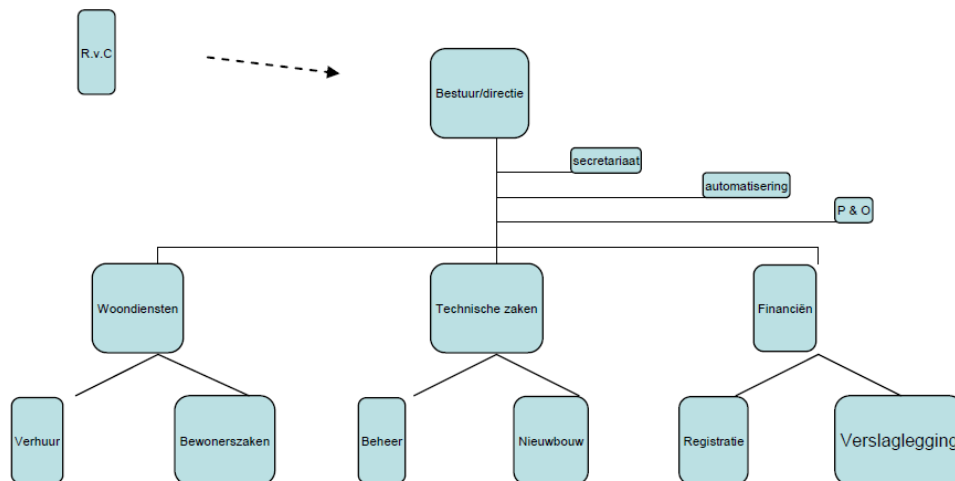 R.v.C
Bestuur/directie
secretariaat
automatisering
P & O
Woondiensten
Technische zaken
Financiën
Verhuur
Bewonerszaken
Beheer
Nieuwbouw
Registratie
Verslaglegging